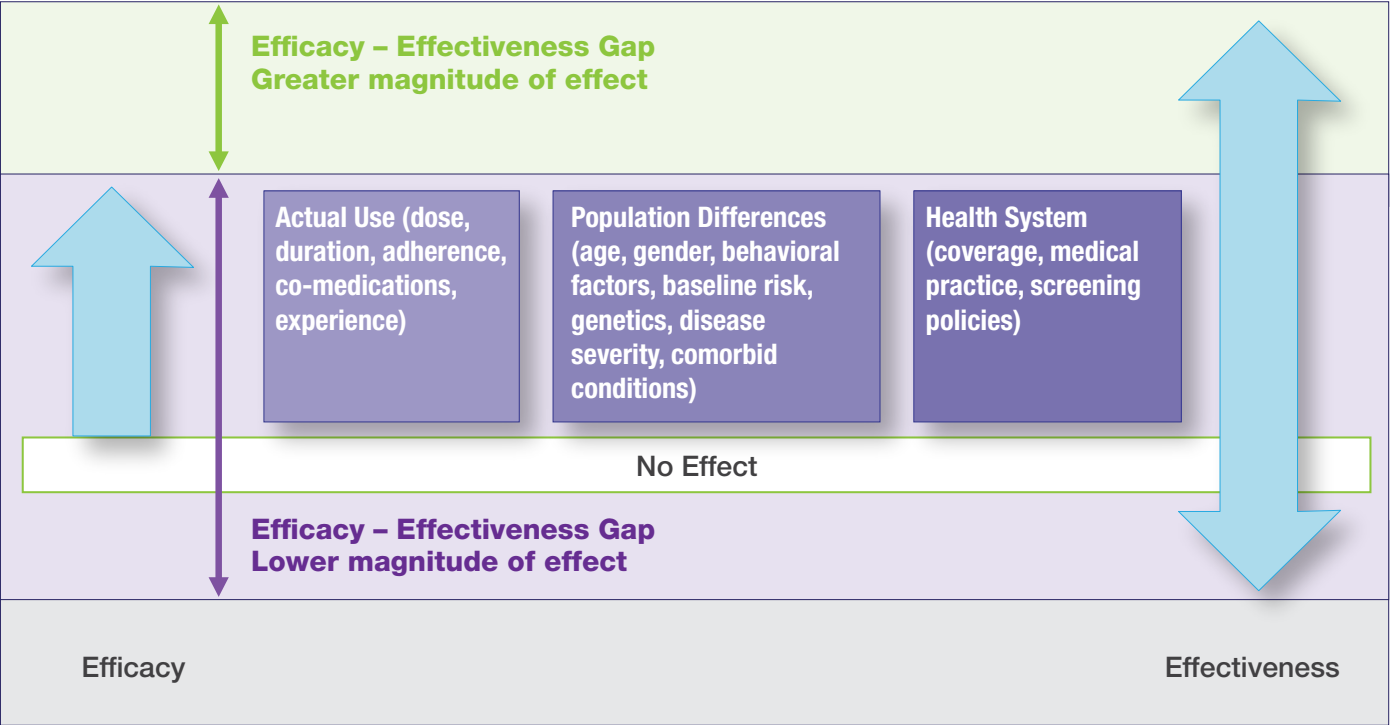 Efficacy – Effectiveness Gap
Greater magnitude of effect
Actual Use (dose,
duration, adherence,
co-medications,
experience)
Population Differences
(age, gender, behavioral
factors, baseline risk,
genetics, disease
severity, comorbid
conditions)
Health System
(coverage, medical
practice, screening
policies)
No Effect
Efficacy – Effectiveness Gap
Lower magnitude of effect
Efficacy
Effectiveness